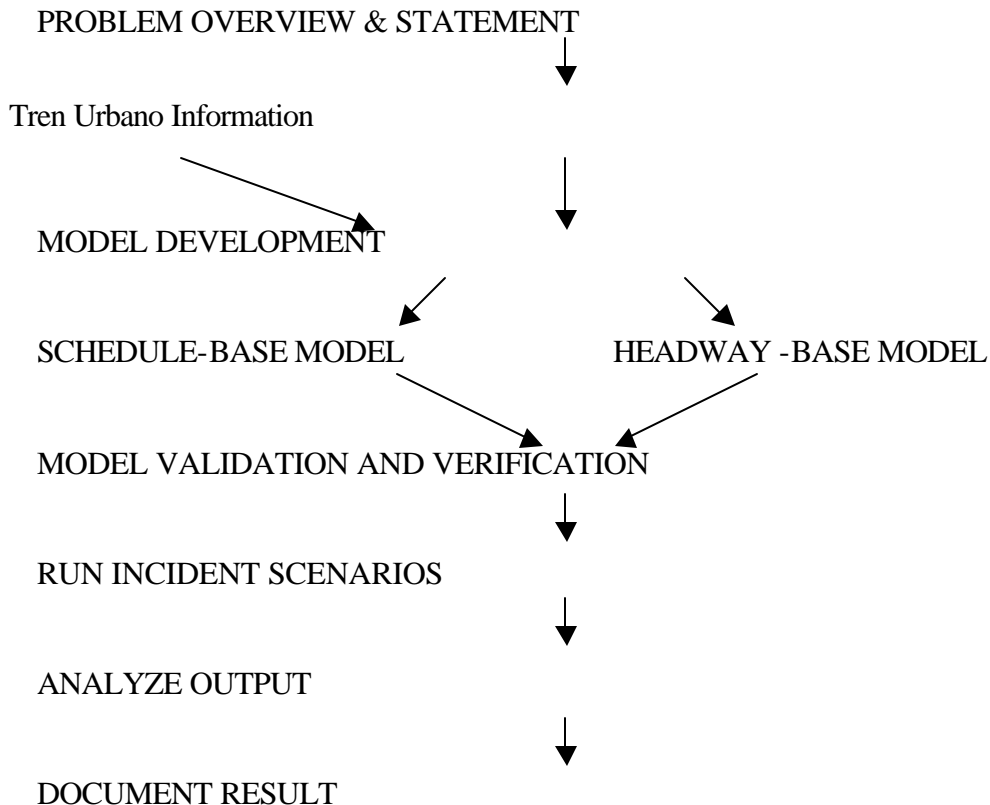 PROBLEM OVERVIEW & STATEMENT
Tren Urbano Information
MODEL DEVELOPMENT
SCHEDULE-BASE MODEL
HEADWAY -BASE MODEL
MODEL VALIDATION AND VERIFICATION
RUN INCIDENT SCENARIOS
ANALYZE OUTPUT
DOCUMENT RESULT